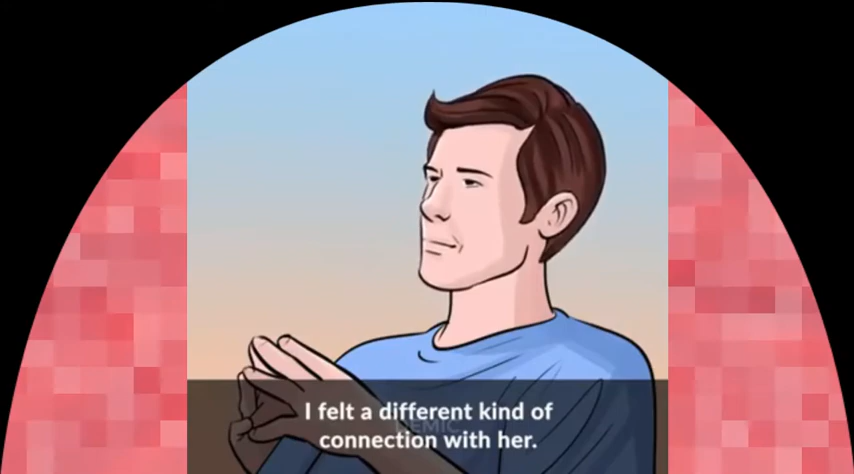 I felt a different kind of
connection with her.